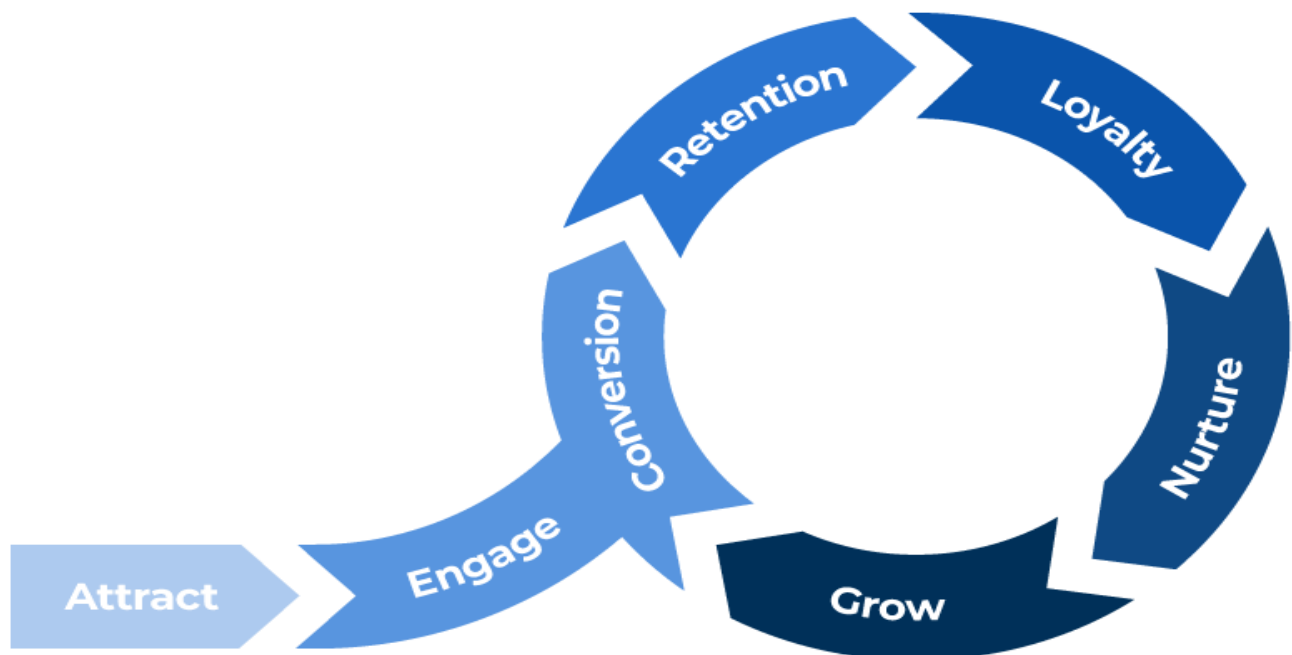 Attract
Engage
Conversion
Retention
Loyalty
Nurture
Grow